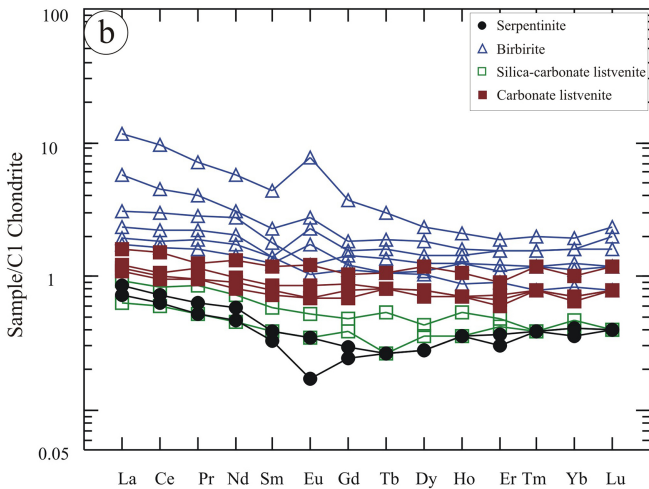 100
b
Serpentinite
Birbirite
Silica-carbonate listvenite
Carbonate listvenite
10
Sample/C1 Chondrite
1
0.05
La Ce Pr Nd Sm Eu Gd Tb Dy Ho Er Tm Yb Lu